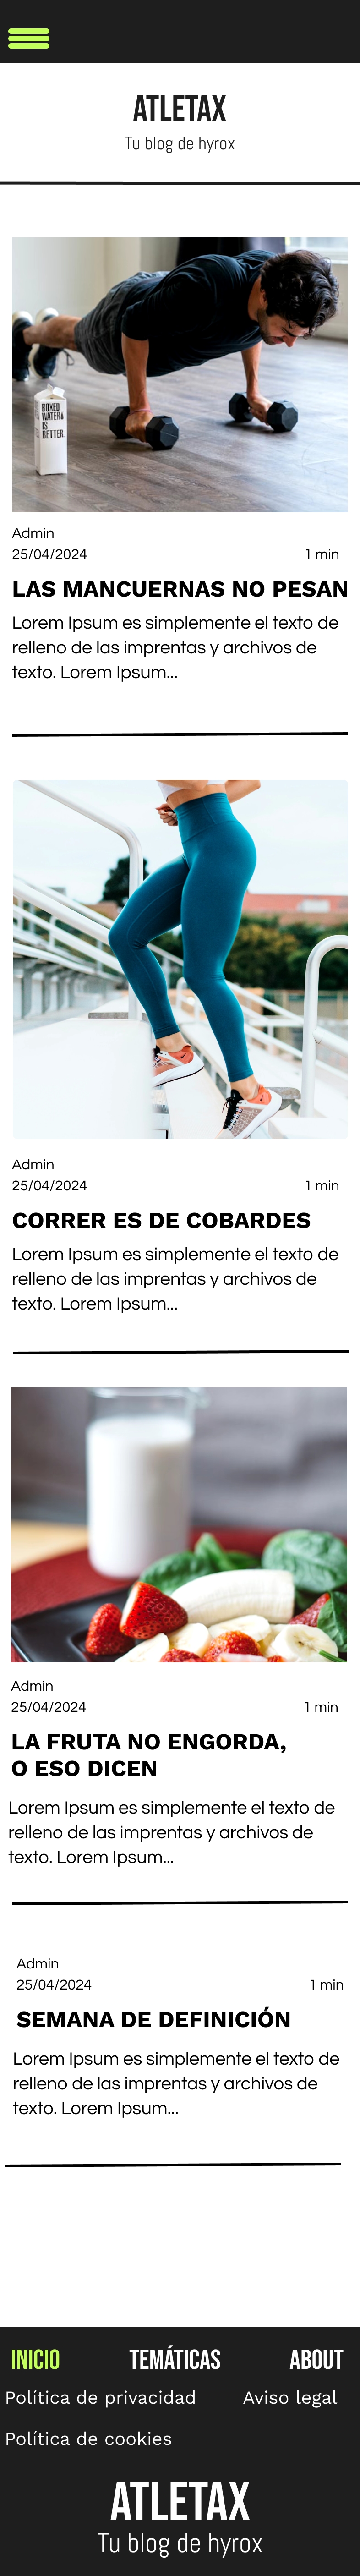 ATLETAX
Tu blog de hyrox
BOXED
WATER
IS
BETTER.
Admin
25/04/2024 1 min
LAS MANCUERNAS NO PESAN
Lorem Ipsum es simplemente el texto de
relleno de las imprentas y archivos de
texto. Lorem Ipsum...
Admin
25/04/2024 1 min
CORRER ES DE COBARDES
Lorem Ipsum es simplemente el texto de
relleno de las imprentas y archivos de
texto. Lorem Ipsum...
Admin
25/04/2024 1 min
LA FRUTA NO ENGORDA,
O ESO DICEN
Lorem Ipsum es simplemente el texto de
relleno de las imprentas y archivos de
texto. Lorem Ipsum...
Admin
25/04/2024 1 min
SEMANA DE DEFINICIÓN
Lorem Ipsum es simplemente el texto de
relleno de las imprentas y archivos de
texto. Lorem Ipsum...
INICIO TEMÁTICAS ABOUT
Política de privacidad Aviso legal
Política de cookies
ATLETAX
Tu blog de hyrox